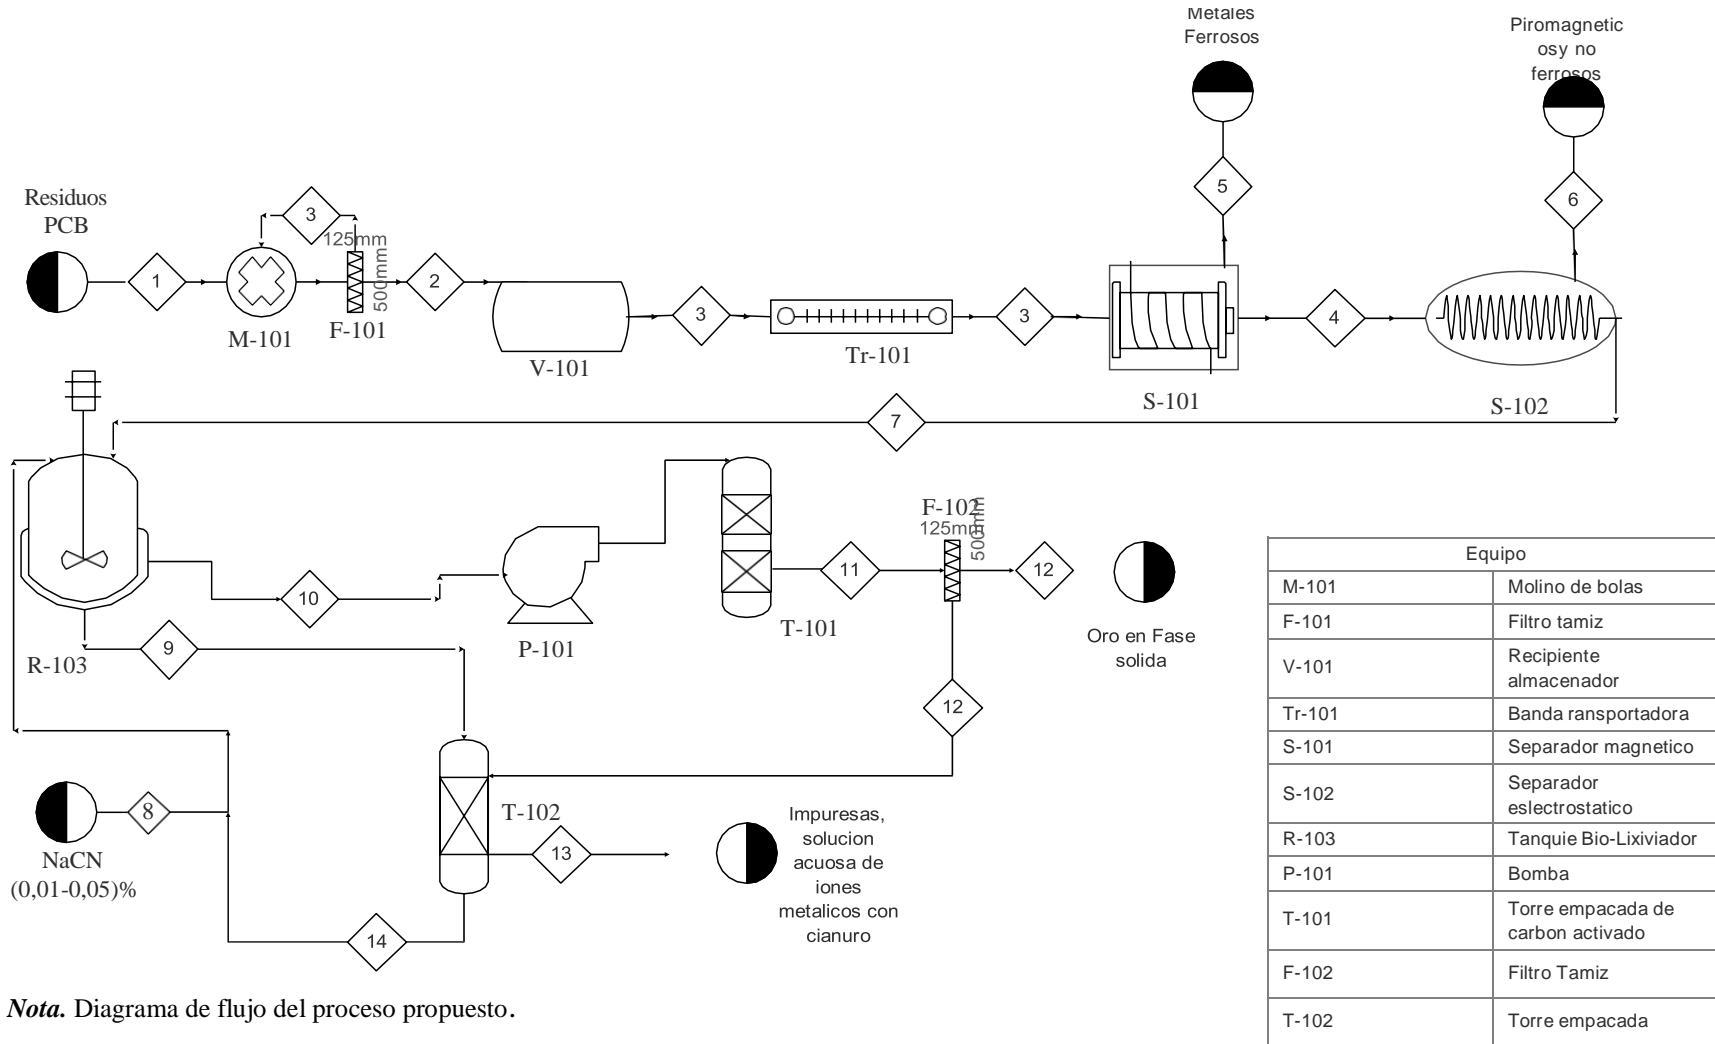 Metales
Ferrosos
Piromagnetic
osy no
ferrosos
Residuos
PCB
1
3
125mm
500mm
2
3
3
5
4
6
M-101
F-101
V-101
Tr-101
S-101
S-102
7
R-103
9
10
P-101
T-101
11
F-102
125mm
500mm
12
Oro en Fase
solida
12
8
NaCN
(0,01-0,05)%
T-102
13
14
Impuresas,
solucion
acuosa de
iones
metalicos con
cianuro
Equipo
M-101 Molino de bolas
F-101 Filtro tamiz
V-101 Recipiente
almacenador
Tr-101 Banda ransportadora
S-101 Separador magnetico
S-102 Separador
eslectrostatico
R-103 Tanquie Bio-Lixiviador
P-101 Bomba
T-101 Torre empacada de
carbon activado
F-102 Filtro Tamiz
T-102 Torre empacada
Nota. Diagrama de flujo del proceso propuesto.